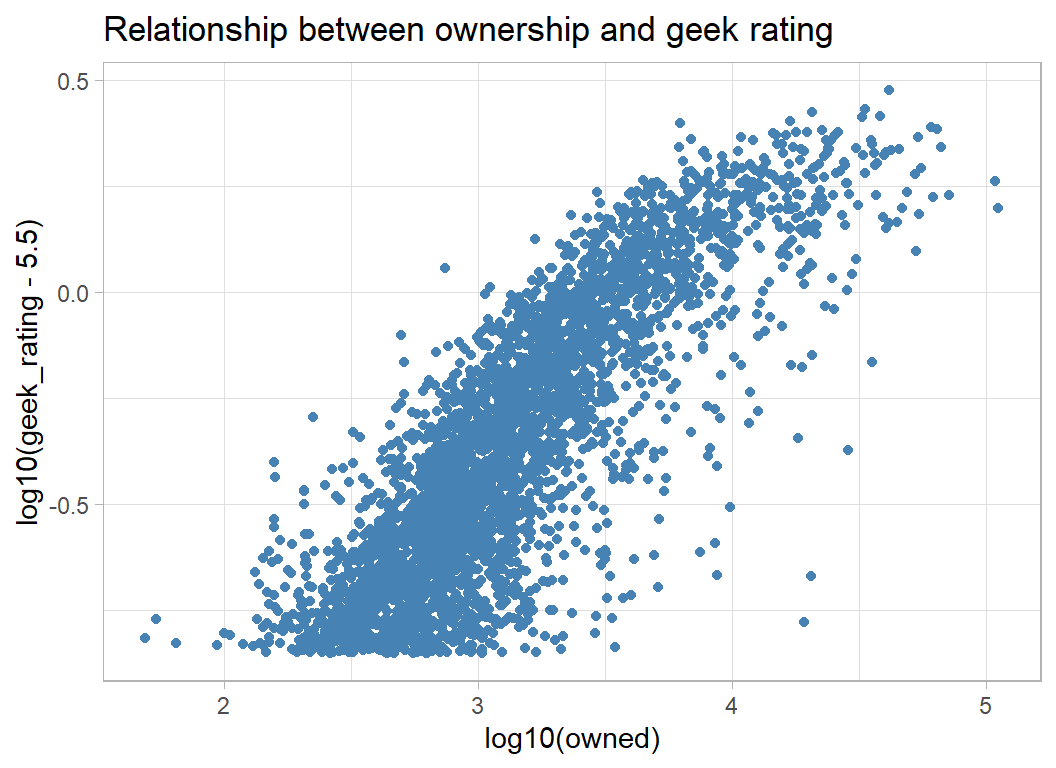 Relationship between ownership and geek rating
0.5
0.0
-0.5
log10(geek_rating - 5.5)
2
3
4
5
log10(owned)